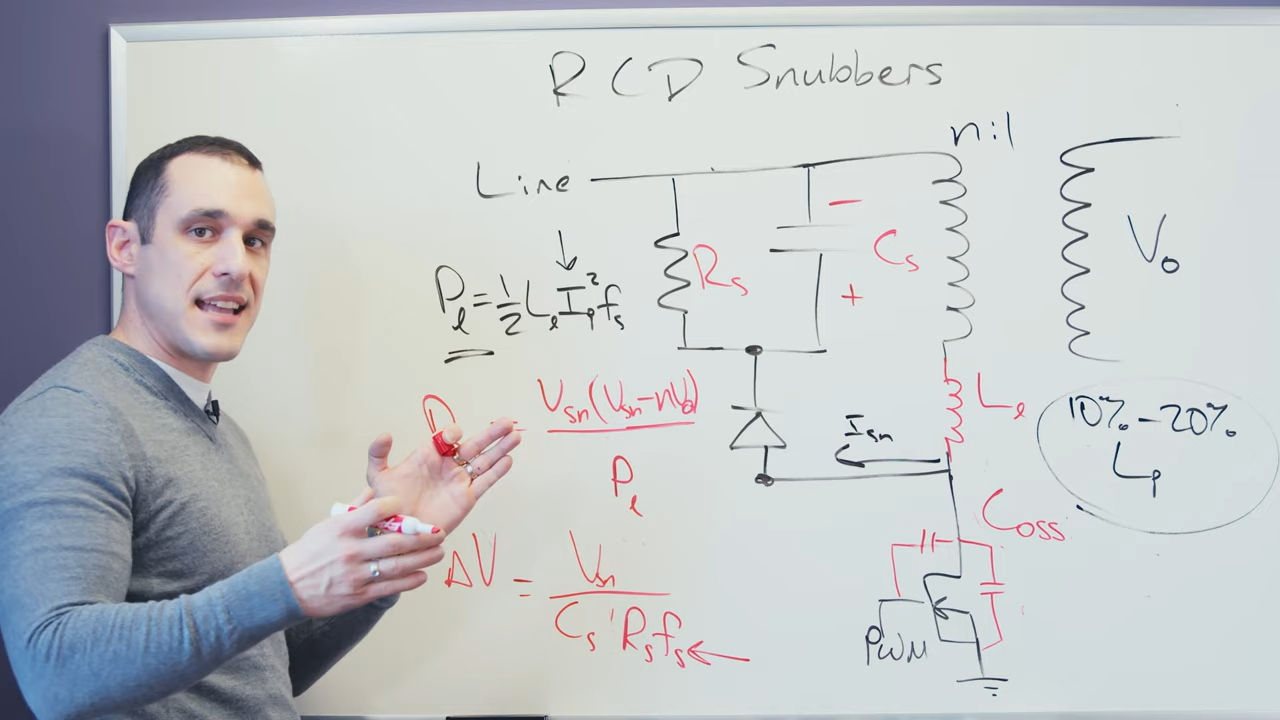 RCD Snubbers
n:1
Line
Rs
Cs
− +
Vo
Pℓ = 1/2 Lℓ Ip² fs
Vsn(Vsn-nVo)
Pℓ
Lℓ
10%-20%
Lp
Isn
Coss
ΔV = Vsn
Cs Rs fs
PWM